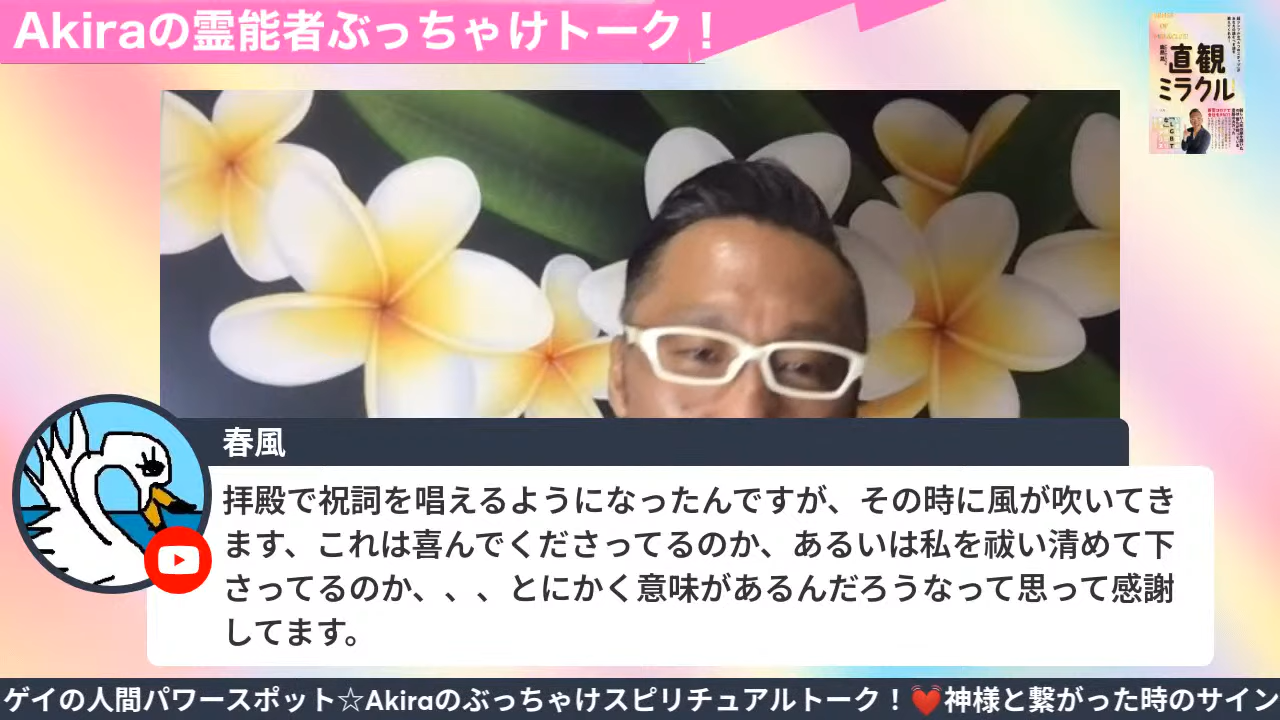 Akiraの霊能者ぶっちゃけトーク！
直観
ミラクル
春風
拝殿で祝詞を唱えるようになったんですが、その時に風が吹いてき
ます、これは喜んでくださってるのか、あるいは私を祓い清めて下
さってるのか、、、とにかく意味があるんだろうなって思って感謝
してます。
ゲイの人間パワースポット☆Akiraのぶっちゃけスピリチュアルトーク！❤️神様と繋がった時のサイン